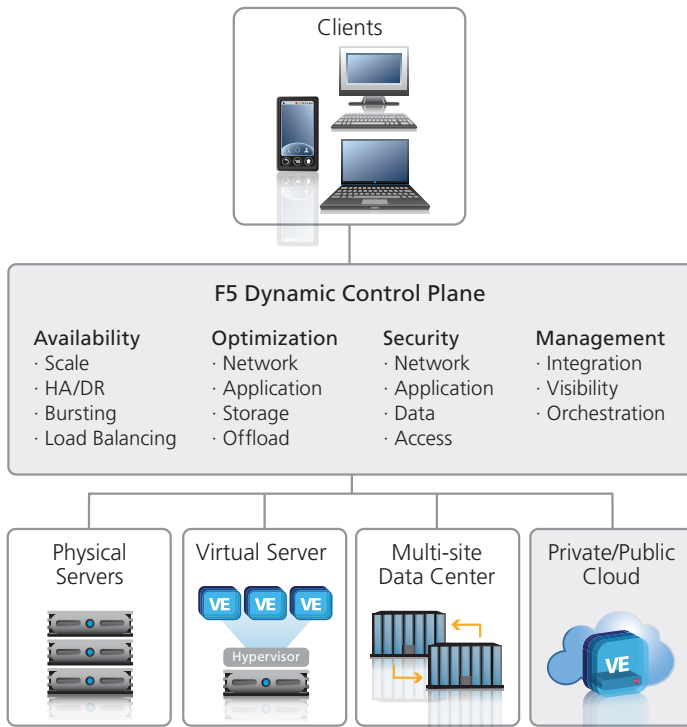 Clients
F5 Dynamic Control Plane
Availability
· Scale
· HA/DR
· Bursting
· Load Balancing
Optimization
· Network
· Application
· Storage
· Offload
Security
· Network
· Application
· Data
· Access
Management
· Integration
· Visibility
· Orchestration
Physical
Servers
Virtual Server
VE VE VE
Hypervisor
Multi-site
Data Center
Private/Public
Cloud
VE